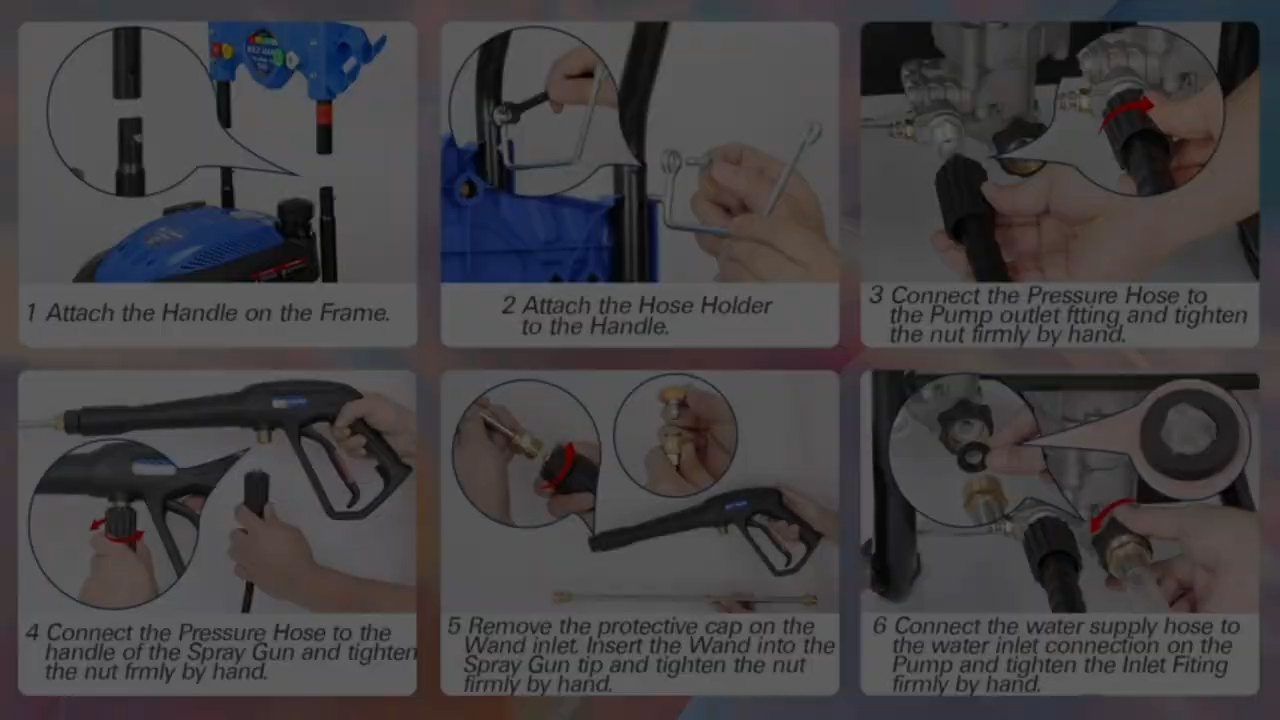 1 Attach the Handle on the Frame.
2 Attach the Hose Holder
to the Handle.
3 Connect the Pressure Hose to
the Pump outlet ftting and tighten
the nut firmly by hand.
4 Connect the Pressure Hose to the
handle of the Spray Gun and tighten
the nut frmly by hand.
5 Remove the protective cap on the
Wand inlet. Insert the Wand into the
Spray Gun tip and tighten the nut
firmly by hand.
6 Connect the water supply hose to
the water inlet connection on the
Pump and tighten the Inlet Fiting
firmly by hand.